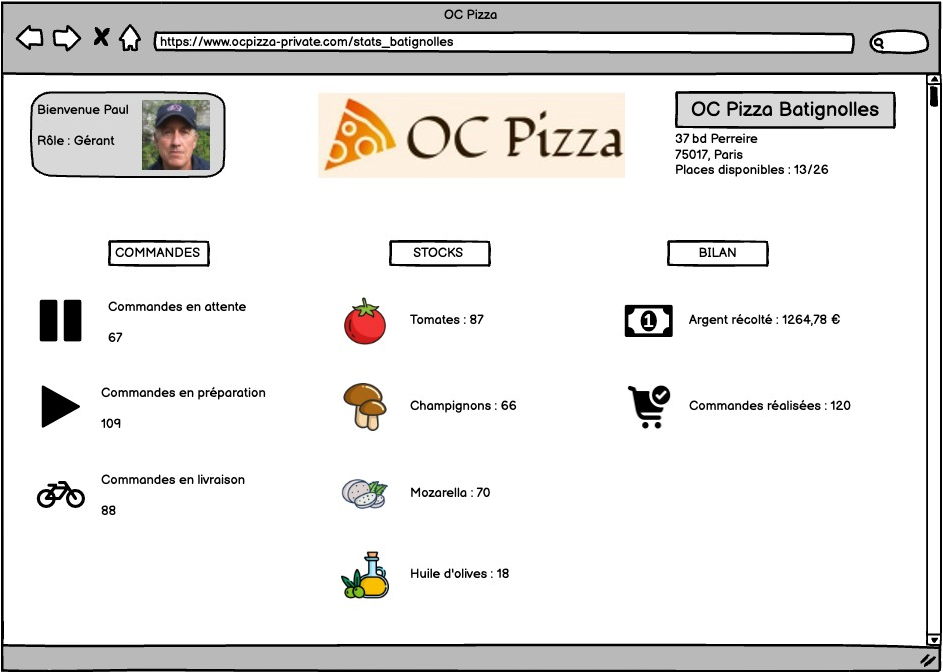 OC Pizza
https://www.ocpizza-private.com/stats_batignolles
Bienvenue Paul
Rôle : Gérant
OC Pizza
OC Pizza Batignolles
37 bd Perreire
75017, Paris
Places disponibles : 13/26
COMMANDES
Commandes en attente
67
Commandes en préparation
109
Commandes en livraison
88
STOCKS
Tomates : 87
Champignons : 66
Mozarella : 70
Huile d'olives : 18
BILAN
1
Argent récolté : 1264,78 €
Commandes réalisées : 120